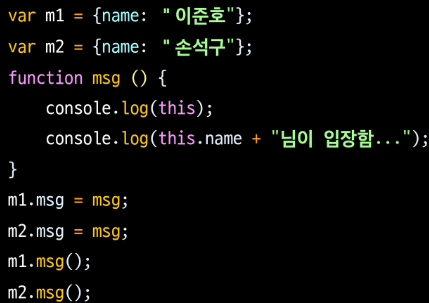 var m1 = {name: "이준호"};
var m2 = {name: "손석구"};
function msg () {
    console.log(this);
    console.log(this.name + "님이 입장함...");
}
m1.msg = msg;
m2.msg = msg;
m1.msg();
m2.msg();